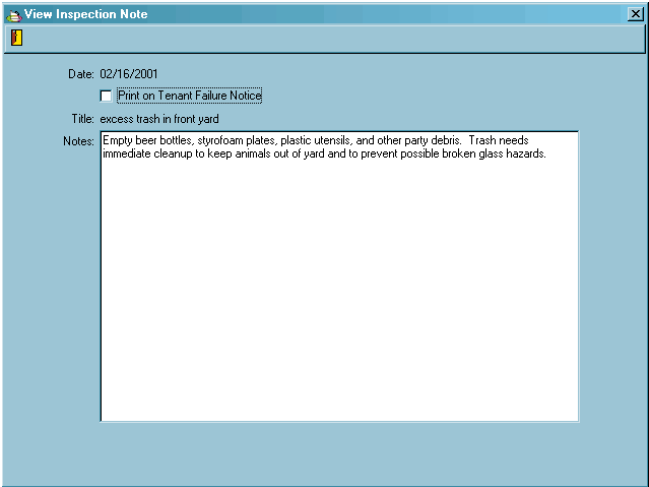 View Inspection Note
Date: 02/16/2001
Print on Tenant Failure Notice
Title: excess trash in front yard
Notes: Empty beer bottles, styrofoam plates, plastic utensils, and other party debris.  Trash needs
immediate cleanup to keep animals out of yard and to prevent possible broken glass hazards.